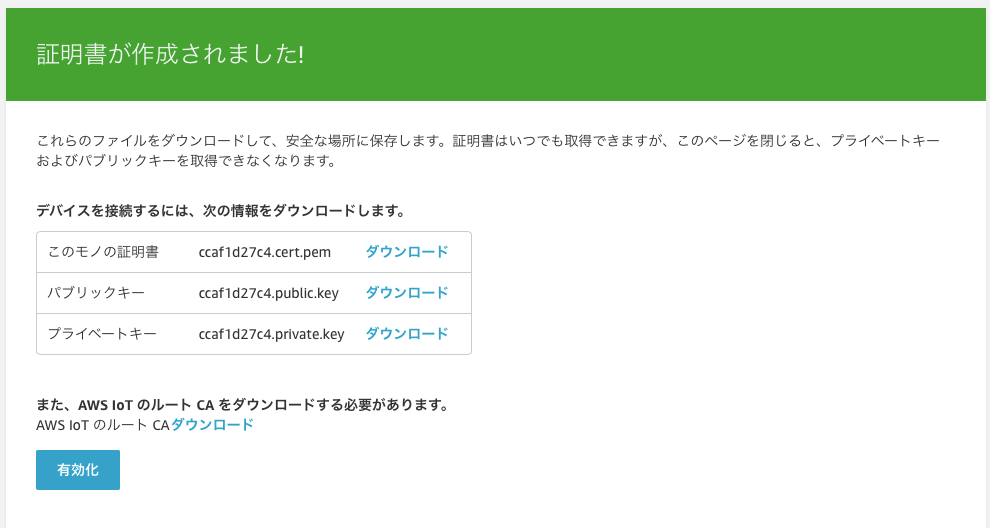 証明書が作成されました!
これらのファイルをダウンロードして、安全な場所に保存します。証明書はいつでも取得できますが、このページを閉じると、プライベートキー
およびパブリックキーを取得できなくなります。
デバイスを接続するには、次の情報をダウンロードします。
このモノの証明書 ccaf1d27c4.cert.pem ダウンロード
パブリックキー ccaf1d27c4.public.key ダウンロード
プライベートキー ccaf1d27c4.private.key ダウンロード
また、AWS IoT のルート CA をダウンロードする必要があります。
AWS IoT のルート CAダウンロード
有効化